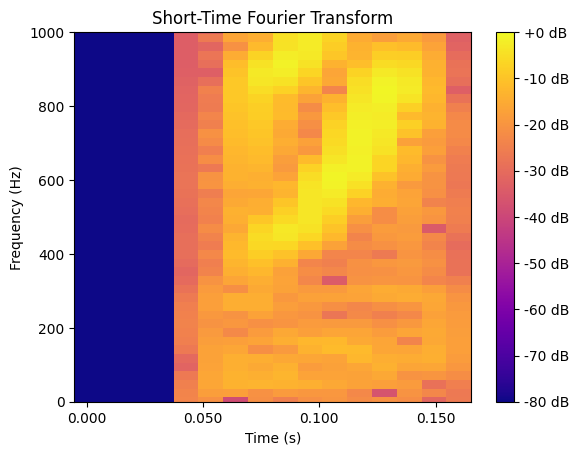 Short-Time Fourier Transform
1000
800
600
400
200
0
Frequency (Hz)
0.000
0.050
0.100
0.150
Time (s)
+0 dB
-10 dB
-20 dB
-30 dB
-40 dB
-50 dB
-60 dB
-70 dB
-80 dB